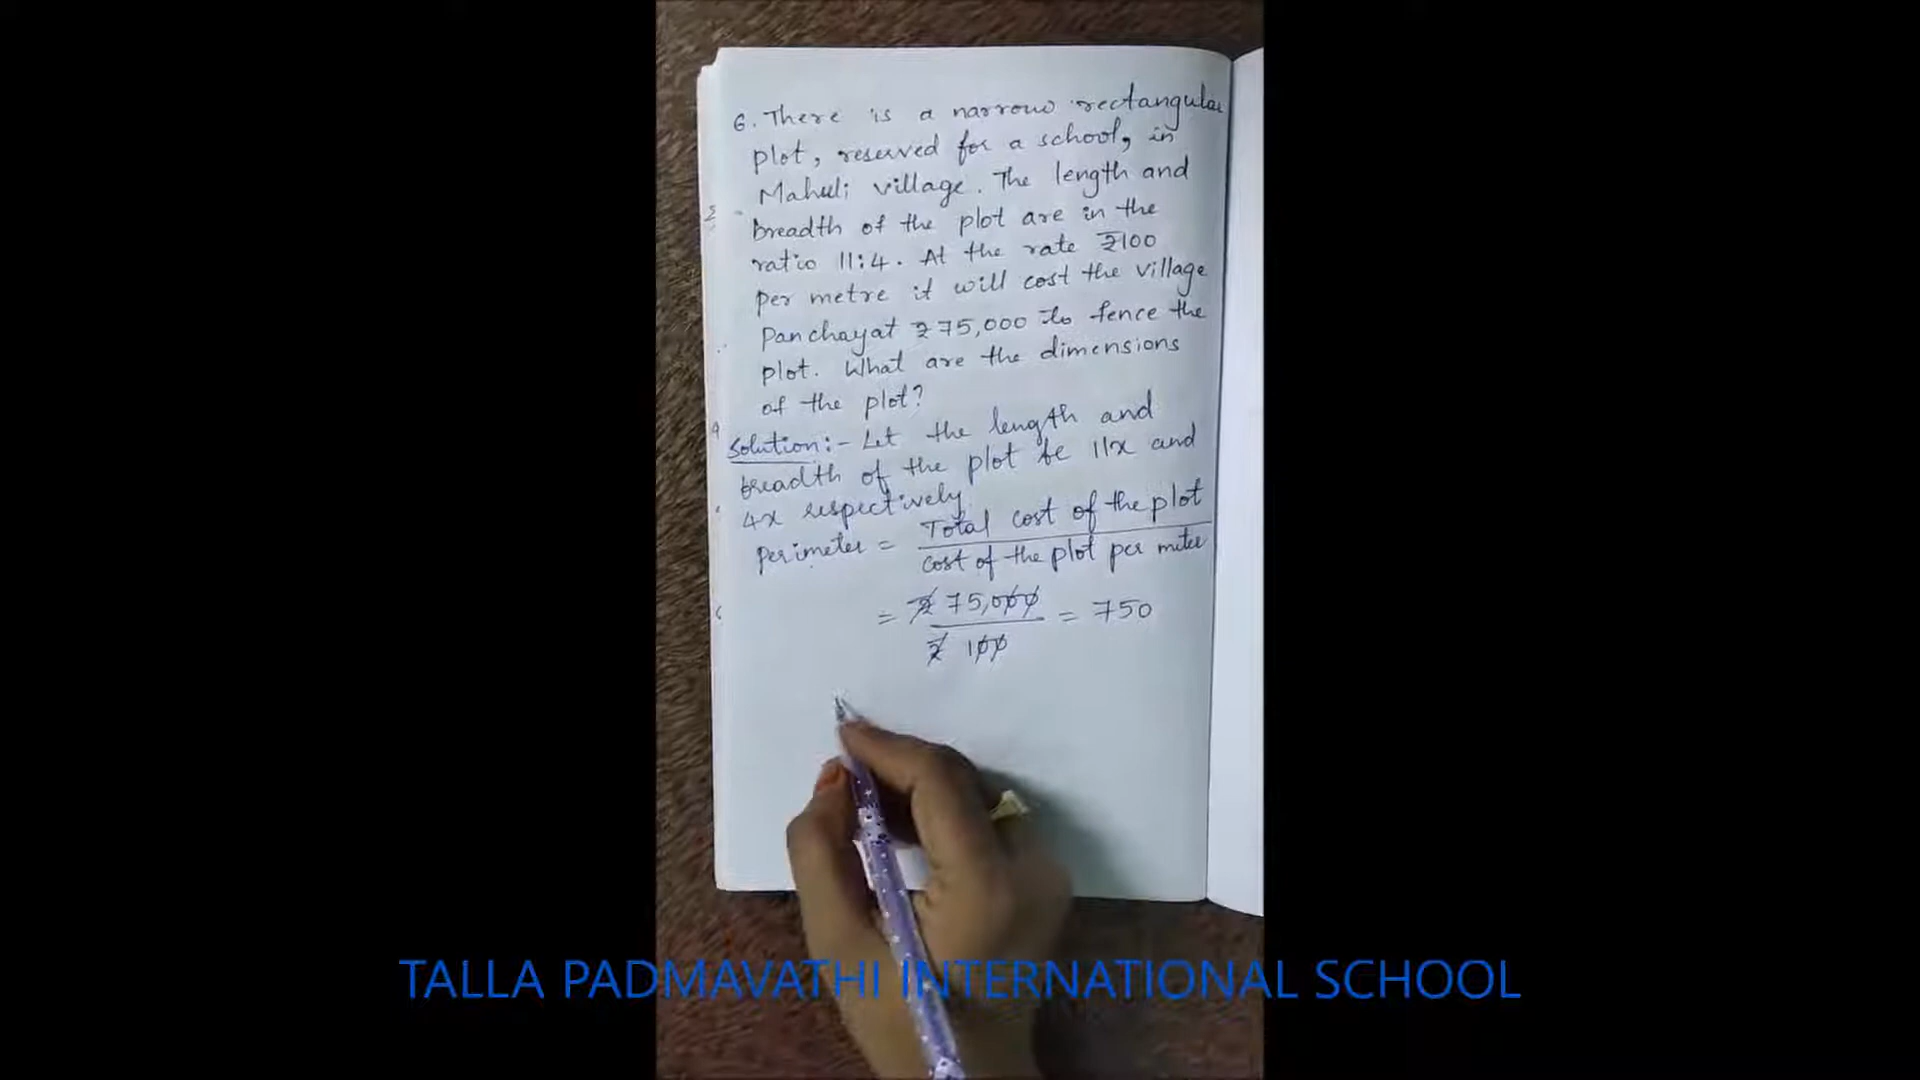 6. There is a narrow rectangular
plot, reserved for a school, in
Mahuli village. The length and
breadth of the plot are in the
ratio 11:4. At the rate ₹100
per metre it will cost the village
Panchayat ₹75,000 to fence the
plot. What are the dimensions
of the plot?
Solution:- Let the length and
breadth of the plot be 11x and
4x respectively
Perimeter = Total cost of the plot
cost of the plot per meter
= ₹ 75,000 = 750
₹ 100
TALLA PADMAVATHI INTERNATIONAL SCHOOL